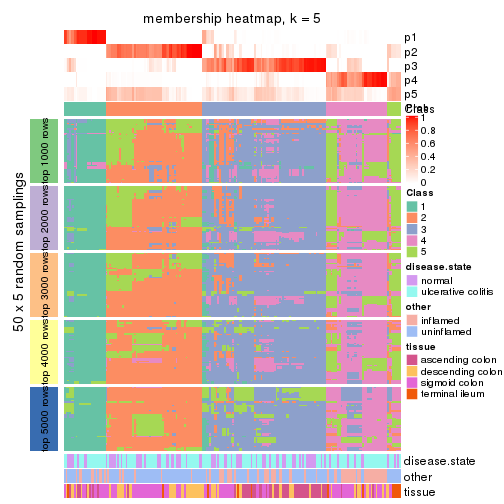 membership heatmap, k = 5
p1
p2
p3
p4
p5
Class
1
0.8
0.6
0.4
0.2
0
Class
1
2
3
4
5
disease.state
normal
ulcerative colitis
other
inflamed
uninflamed
tissue
ascending colon
descending colon
sigmoid colon
terminal ileum
50 x 5 random samplings
top 1000 rows
top 2000 rows
top 3000 rows
top 4000 rows
top 5000 rows
disease.state
other
tissue